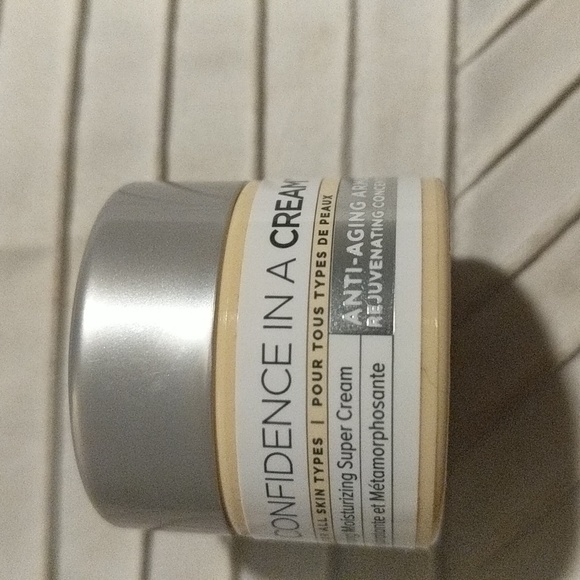 CONFIDENCE IN A CREAM
ALL SKIN TYPES | POUR TOUS TYPES DE PEAUX
Moisturizing Super Cream
et Métamorphosante
ANTI-AGING
REJUVENATING